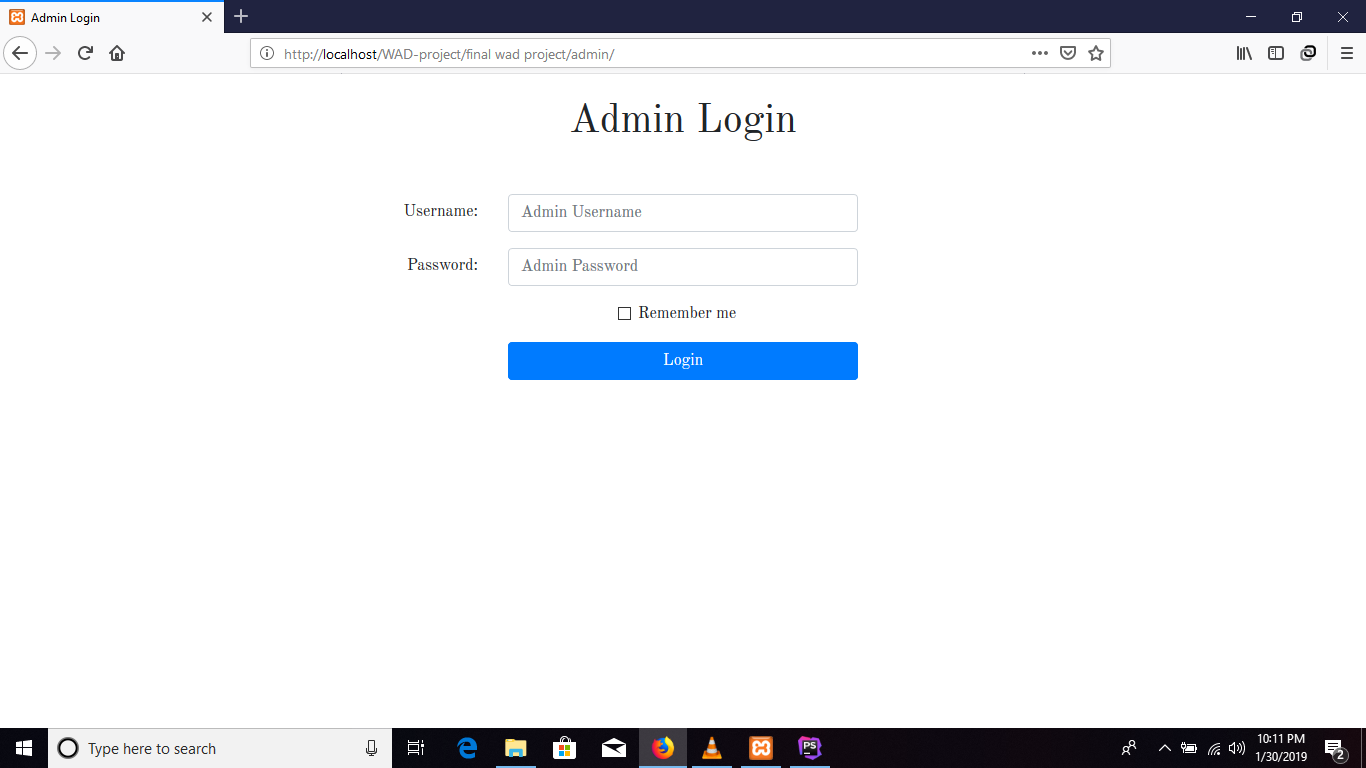 Admin Login
http://localhost/WAD-project/final wad project/admin/
Admin Login
Username: Admin Username
Password: Admin Password
Remember me
Login
Type here to search
PS
10:11 PM
1/30/2019
2